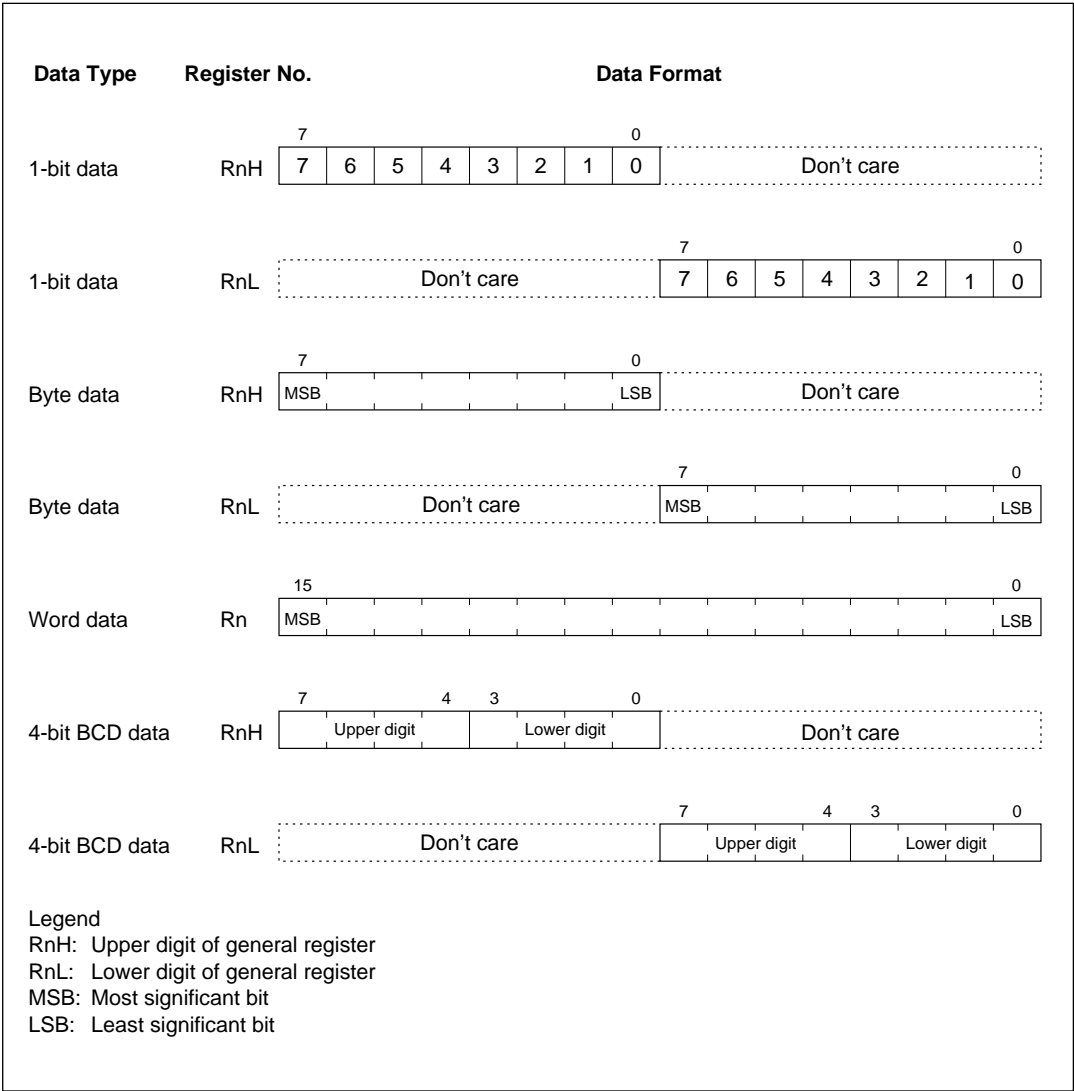 Data Type Register No. Data Format
7 0
1-bit data RnH 7 6 5 4 3 2 1 0 Don't care
7 0
1-bit data RnL Don't care 7 6 5 4 3 2 1 0
7 0
Byte data RnH MSB LSB Don't care
7 0
Byte data RnL Don't care MSB LSB
15 0
Word data Rn MSB LSB
7 4 3 0
4-bit BCD data RnH Upper digit Lower digit Don't care
7 4 3 0
4-bit BCD data RnL Don't care Upper digit Lower digit
Legend
RnH: Upper digit of general register
RnL: Lower digit of general register
MSB: Most significant bit
LSB: Least significant bit